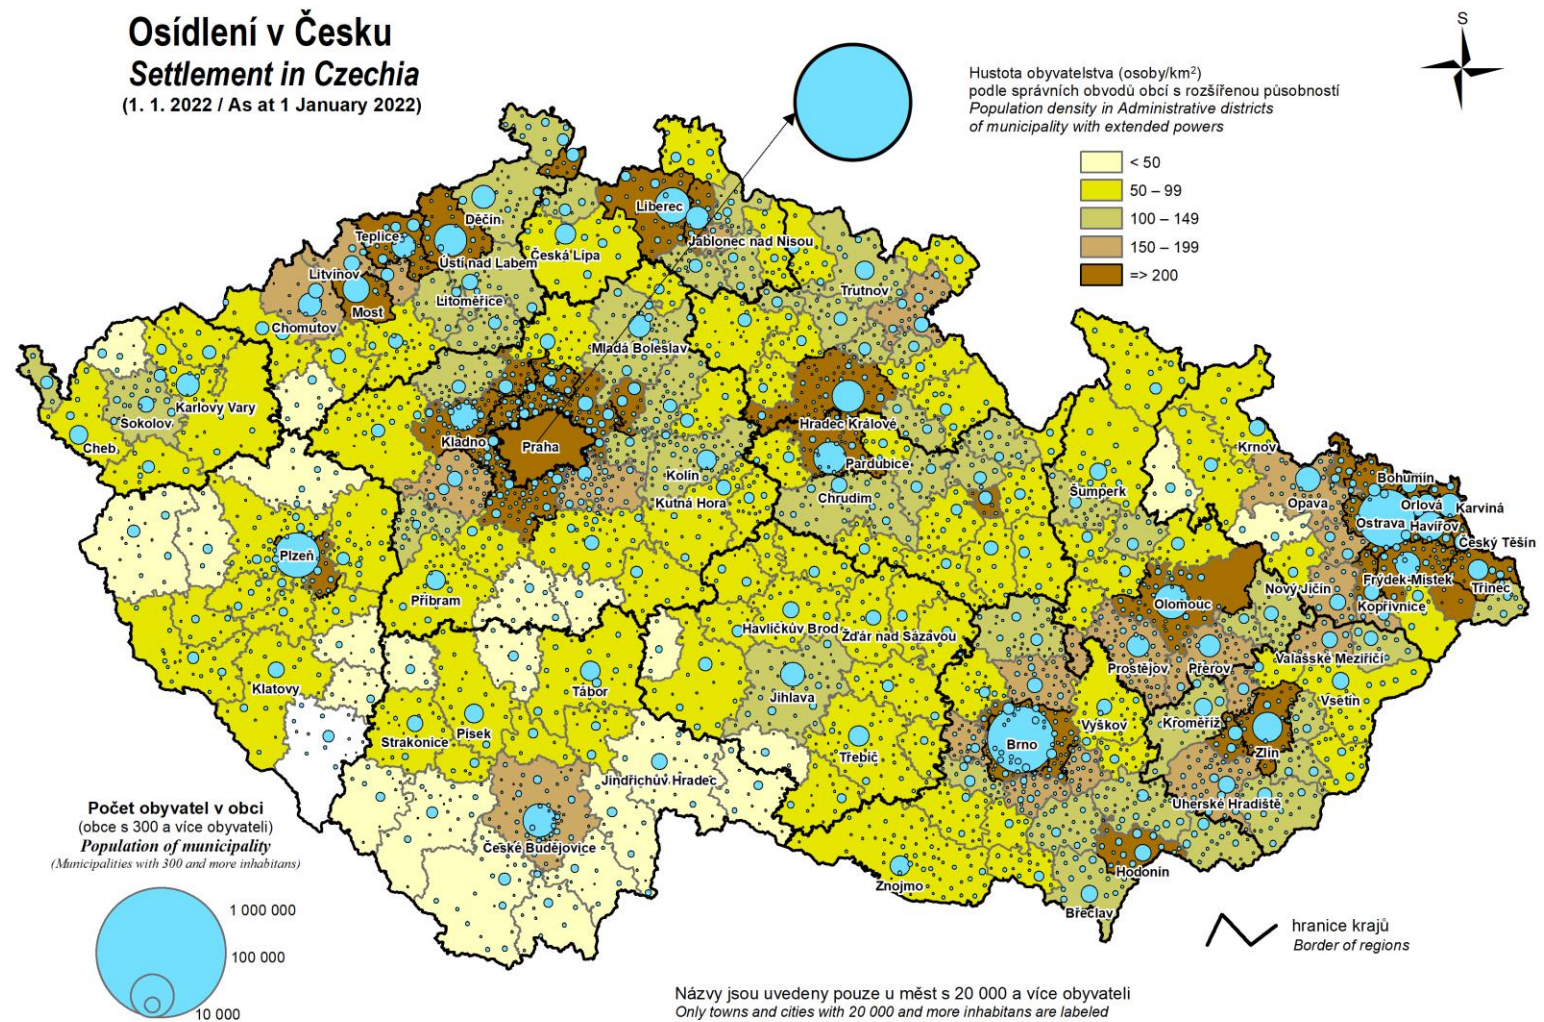 Osídlení v Česku
Settlement in Czechia
(1. 1. 2022 / As at 1 January 2022)
S
Hustota obyvatelstva (osoby/km²)
podle správních obvodů obcí s rozšířenou působností
Population density in Administrative districts
of municipality with extended powers
< 50
50 – 99
100 – 149
150 – 199
=> 200
Liberec
Děčín
Teplice
Jablonec nad Nisou
Ústí nad Labem
Česká Lípa
Litvínov
Trutnov
Litoměřice
Most
Chomutov
Mladá Boleslav
Karlovy Vary
Sokolov
Hradec Králové
Kladno
Praha
Cheb
Krnov
Pardubice
Kolín
Bohumín
Šumperk
Chrudim
Kutná Hora
Opava
Orlová
Karviná
Ostrava
Havířov
Český Těšín
Plzeň
Frýdek-Místek
Nový Jičín
Třinec
Příbram
Olomouc
Kopřivnice
Havlíčkův Brod
Žďár nad Sázavou
Valašské Meziříčí
Prostějov
Přerov
Klatovy
Tábor
Jihlava
Vsetín
Kroměříž
Vyškov
Písek
Strakonice
Brno
Zlín
Třebíč
Jindřichův Hradec
Uherské Hradiště
České Budějovice
Hodonín
Znojmo
Břeclav
Počet obyvatel v obci
(obce s 300 a více obyvateli)
Population of municipality
(Municipalities with 300 and more inhabitants)
1 000 000
100 000
10 000
hranice krajů
Border of regions
Názvy jsou uvedeny pouze u měst s 20 000 a více obyvateli
Only towns and cities with 20 000 and more inhabitans are labeled